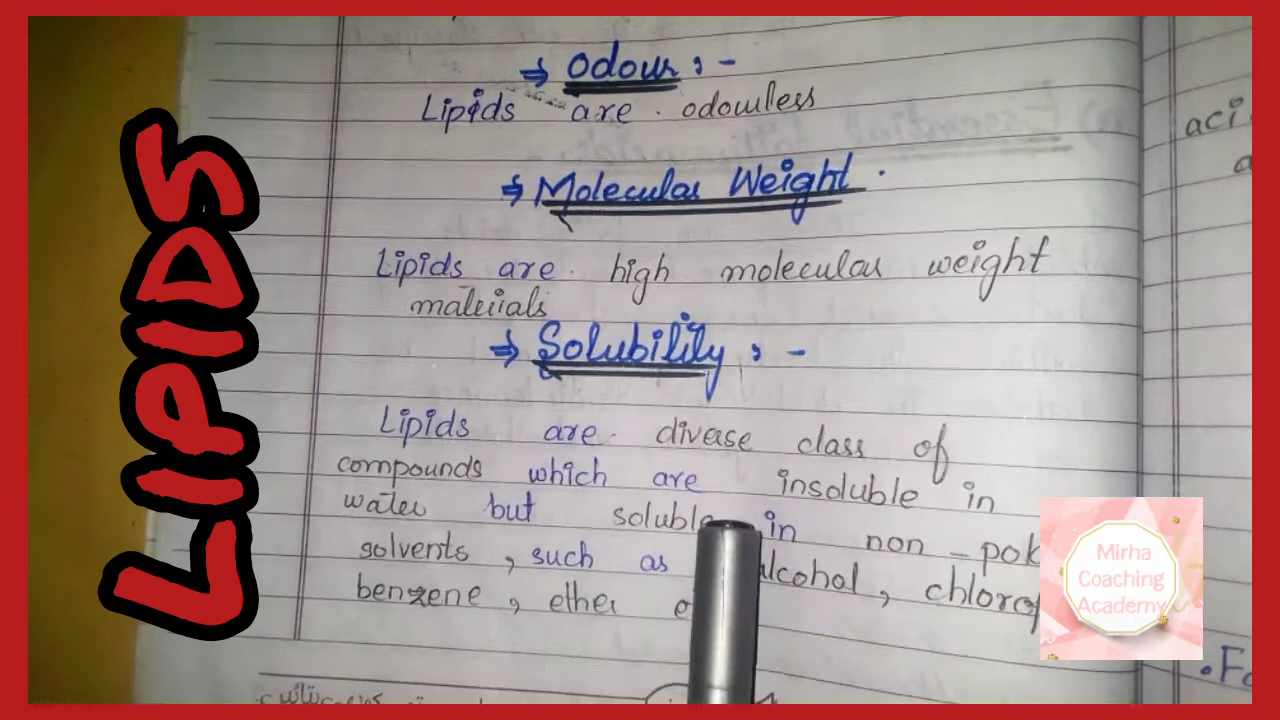 LIPIDS
⇒ Odour :-
Lipids are odourless
⇒ Molecular Weight
Lipids are high molecular weight
materials
⇒ Solubility :-
Lipids are diverse class of
compounds which are insoluble in
water but soluble in non-
solvents, such as alcohol,
benzene, ether
aci
Mirha
Coaching
Academy